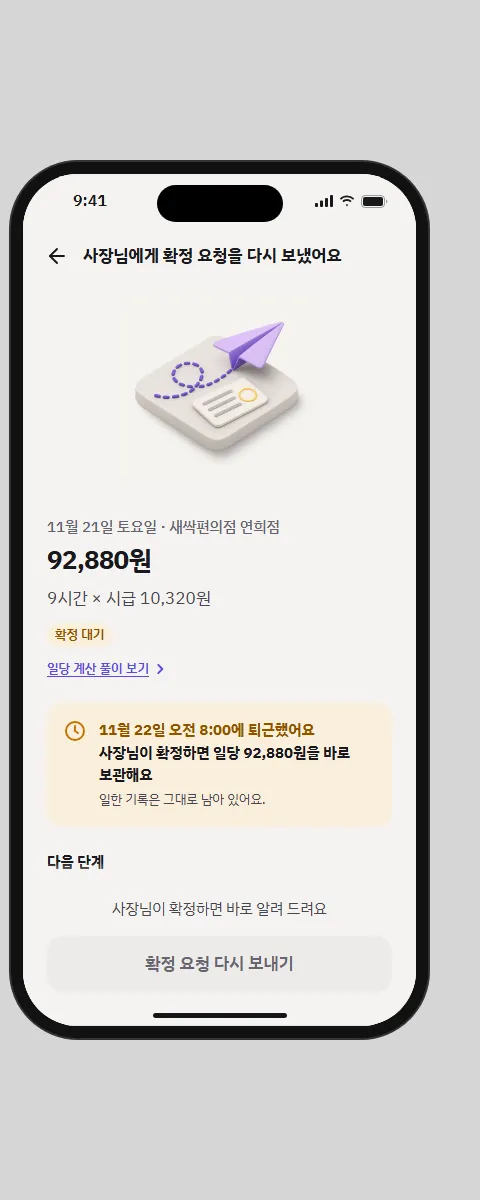 9:41
사장님에게 확정 요청을 다시 보냈어요
11월 21일 토요일 · 새싹편의점 연희점
92,880원
9시간 × 시급 10,320원
확정 대기
일당 계산 풀이 보기
11월 22일 오전 8:00에 퇴근했어요
사장님이 확정하면 일당 92,880원을 바로
보관해요
일한 기록은 그대로 남아 있어요.
다음 단계
사장님이 확정하면 바로 알려 드려요
확정 요청 다시 보내기